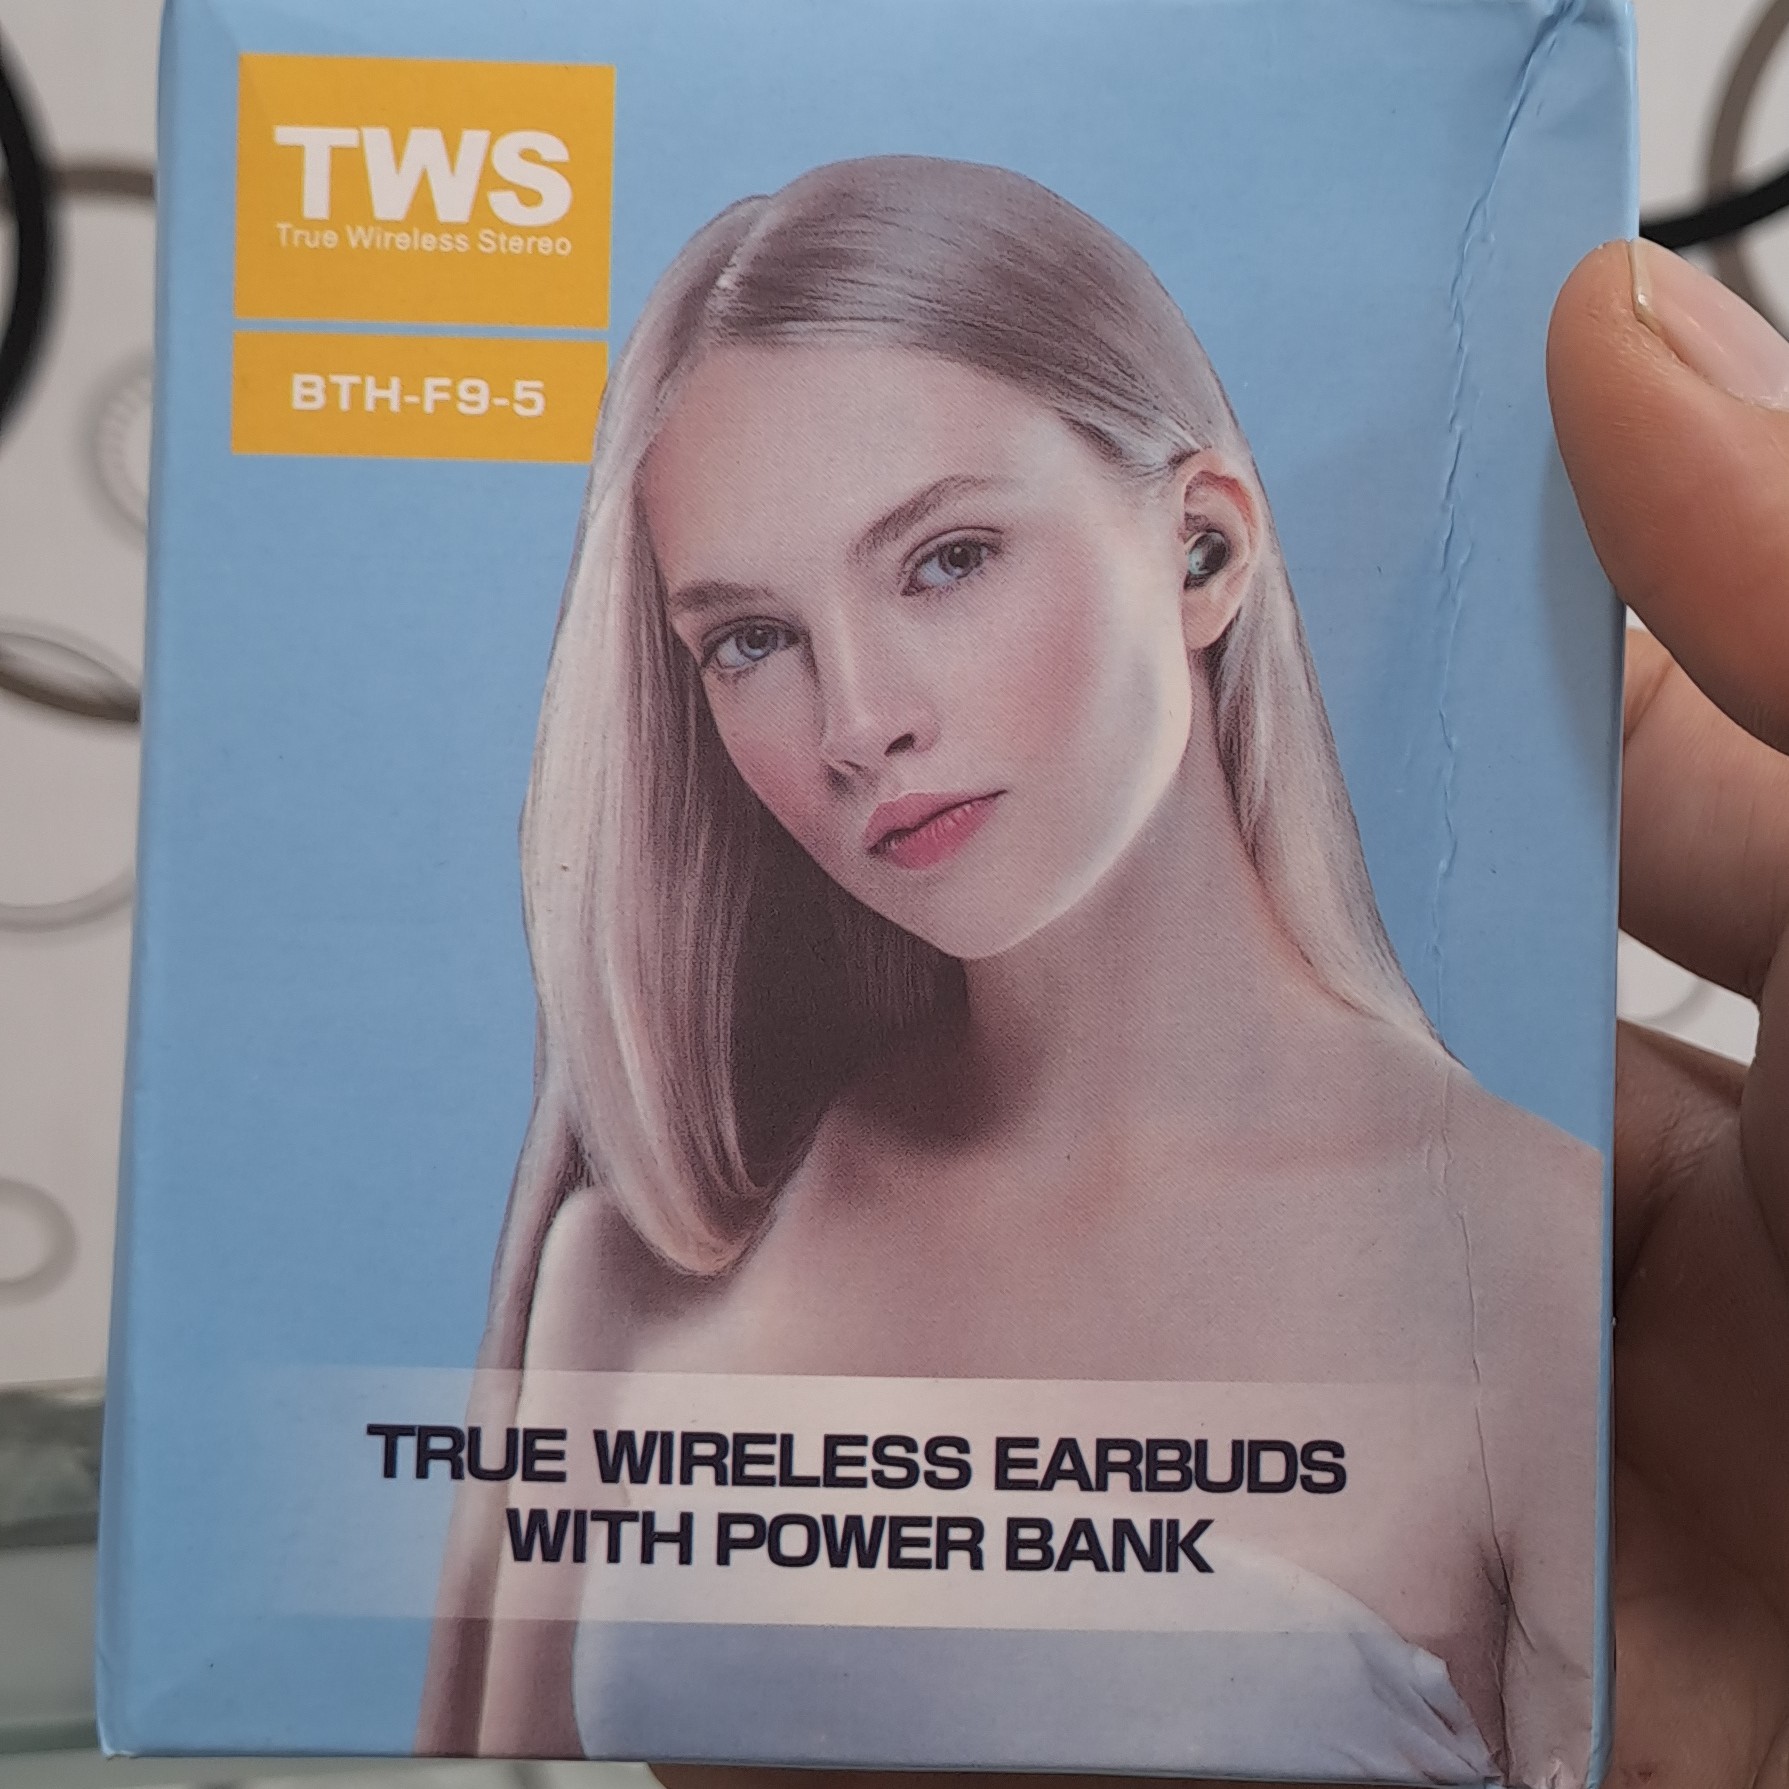 TWS
True Wireless Stereo
BTH-F9-5
TRUE WIRELESS EARBUDS
WITH POWER BANK